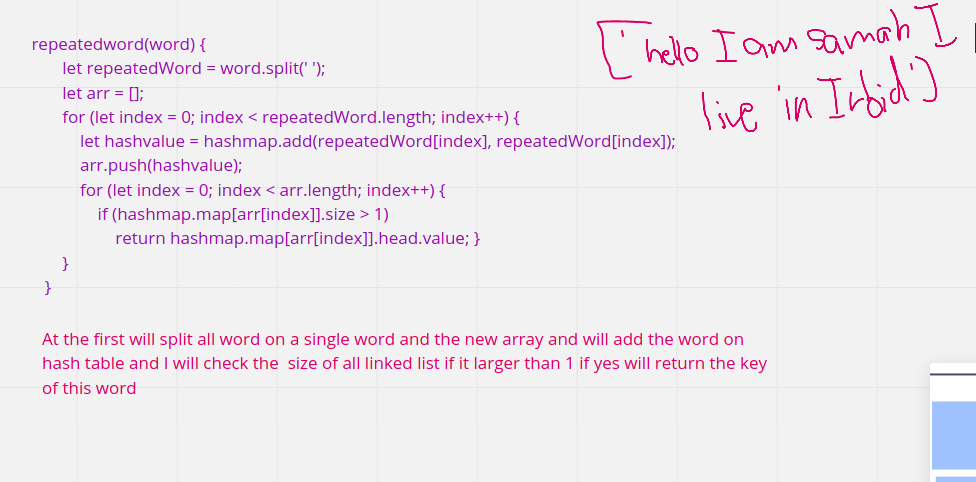 repeatedword(word) {
let repeatedWord = word.split(' ');
let arr = [];
for (let index = 0; index < repeatedWord.length; index++) {
let hashvalue = hashmap.add(repeatedWord[index], repeatedWord[index]);
arr.push(hashvalue);
for (let index = 0; index < arr.length; index++) {
if (hashmap.map[arr[index]].size > 1)
return hashmap.map[arr[index]].head.value; }
}
}
['hello I am samah I
live in Irbid']
At the first will split all word on a single word and the new array and will add the word on
hash table and I will check the  size of all linked list if it larger than 1 if yes will return the key
of this word